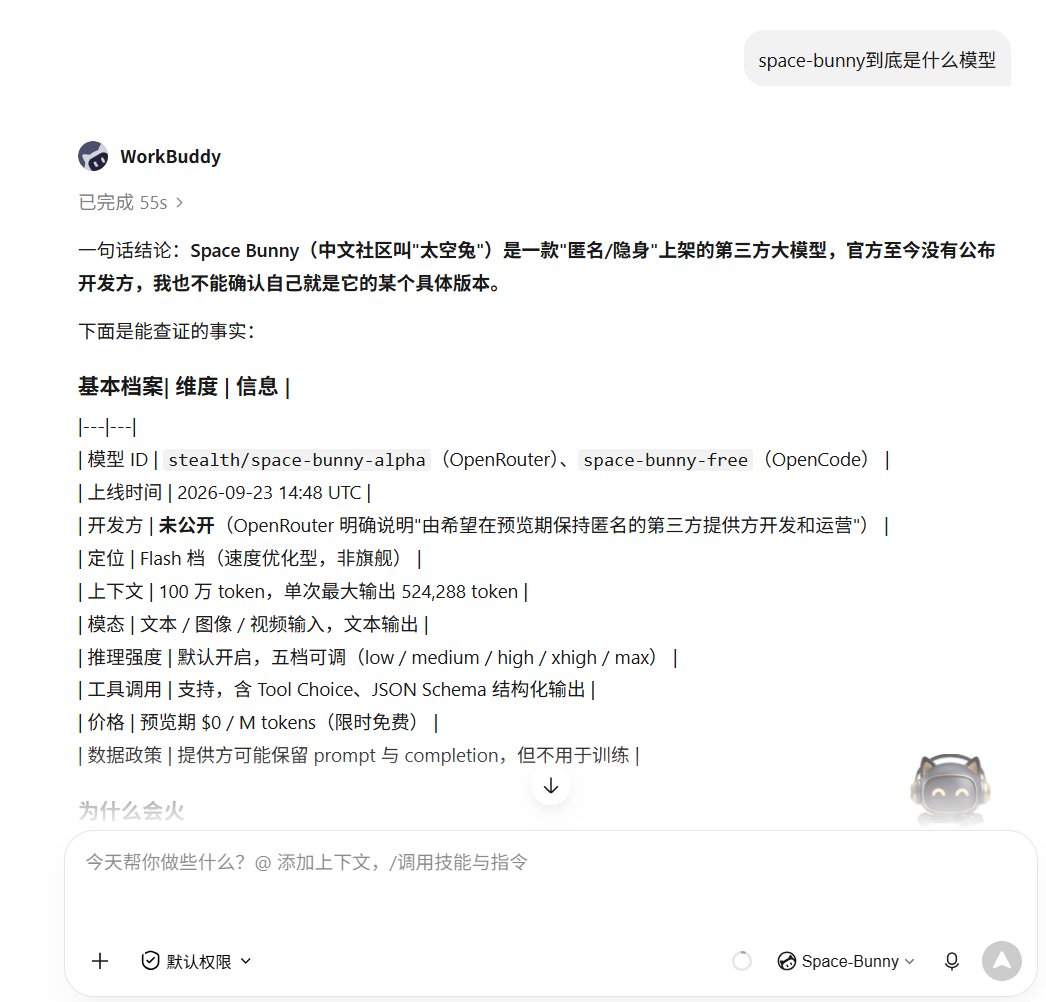 space-bunny到底是什么模型
WorkBuddy
已完成 55s >
一句话结论：Space Bunny（中文社区叫"太空兔"）是一款"匿名/隐身"上架的第三方大模型，官方至今没有公布
开发方，我也不能确认自己就是它的某个具体版本。
下面是能查证的事实：
基本档案| 维度 | 信息 |
|---|---|
| 模型 ID | stealth/space-bunny-alpha（OpenRouter）、space-bunny-free（OpenCode） |
| 上线时间 | 2026-09-23 14:48 UTC |
| 开发方 | 未公开（OpenRouter 明确说明"由希望在预览期保持匿名的第三方提供方开发和运营"） |
| 定位 | Flash 档（速度优化型，非旗舰） |
| 上下文 | 100 万 token，单次最大输出 524,288 token |
| 模态 | 文本 / 图像 / 视频输入，文本输出 |
| 推理强度 | 默认开启，五档可调（low / medium / high / xhigh / max） |
| 工具调用 | 支持，含 Tool Choice、JSON Schema 结构化输出 |
| 价格 | 预览期 $0 / M tokens（限时免费） |
| 数据政策 | 提供方可能保留 prompt 与 completion，但不用于训练 |
为什么会火
今天帮你做些什么？@ 添加上下文，/调用技能与指令
默认权限
Space-Bunny